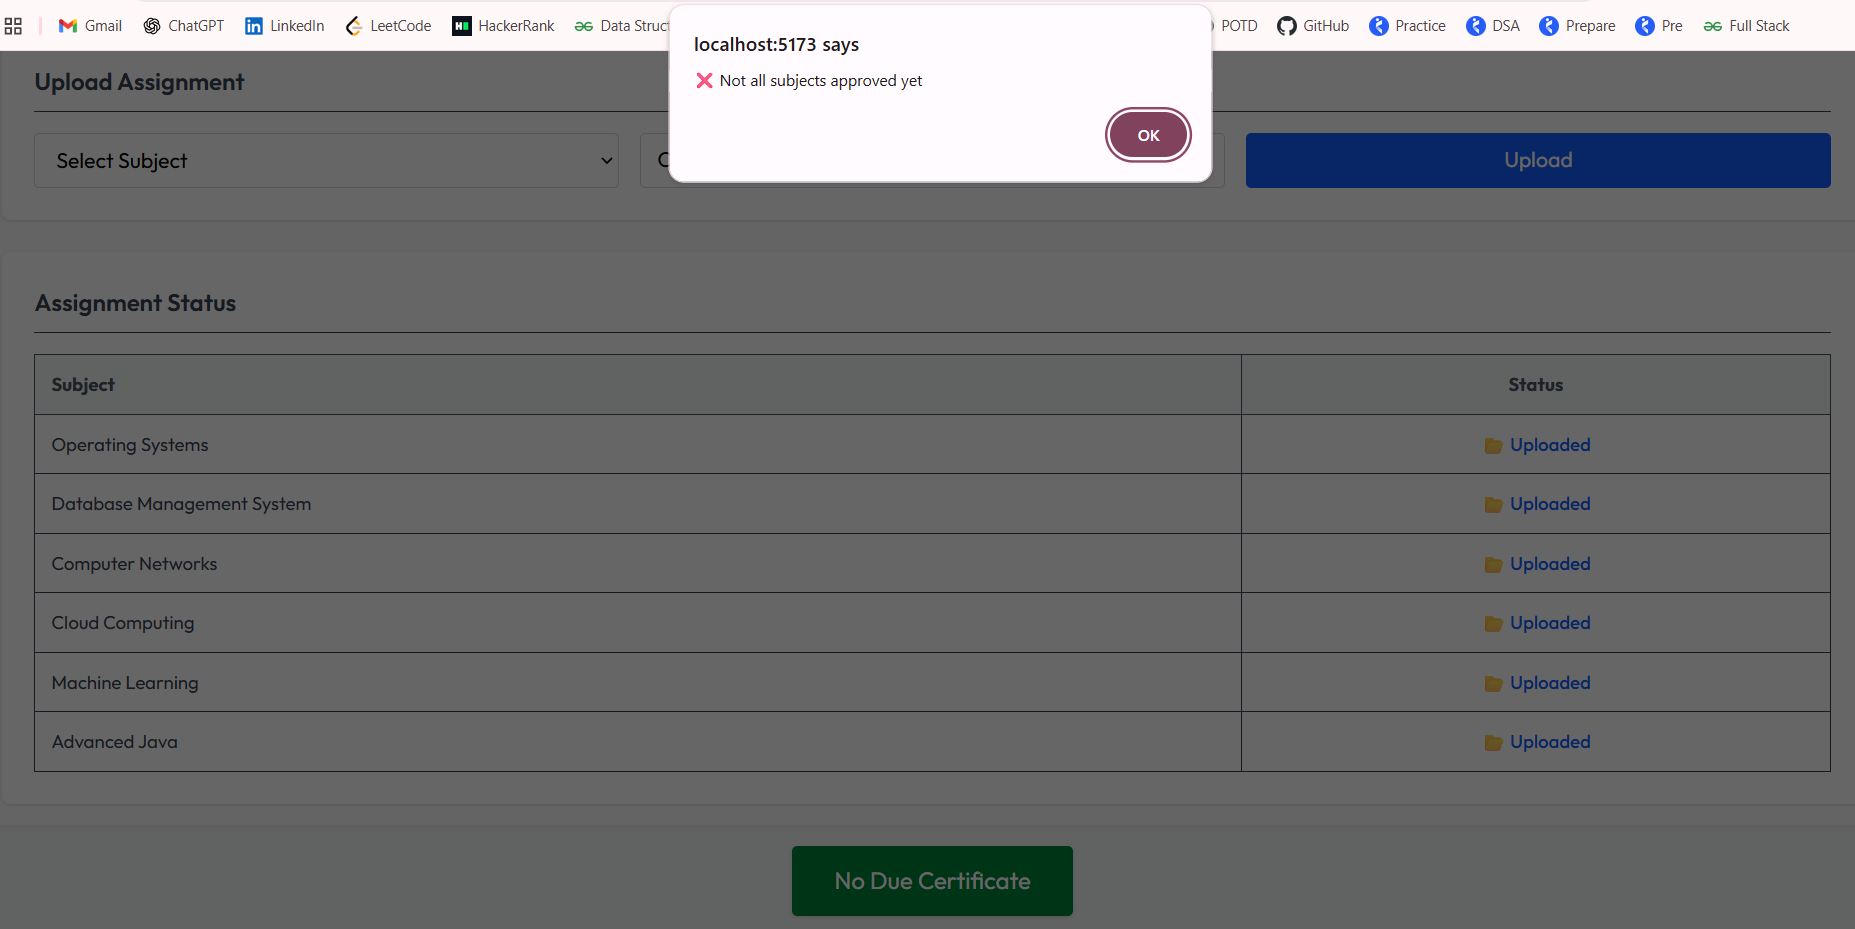 Gmail ChatGPT LinkedIn LeetCode HackerRank Data Struct POTD GitHub Practice DSA Prepare Pre Full Stack
localhost:5173 says
❌ Not all subjects approved yet
OK
Upload Assignment
Select Subject
Upload
Assignment Status
Subject Status
Operating Systems Uploaded
Database Management System Uploaded
Computer Networks Uploaded
Cloud Computing Uploaded
Machine Learning Uploaded
Advanced Java Uploaded
No Due Certificate